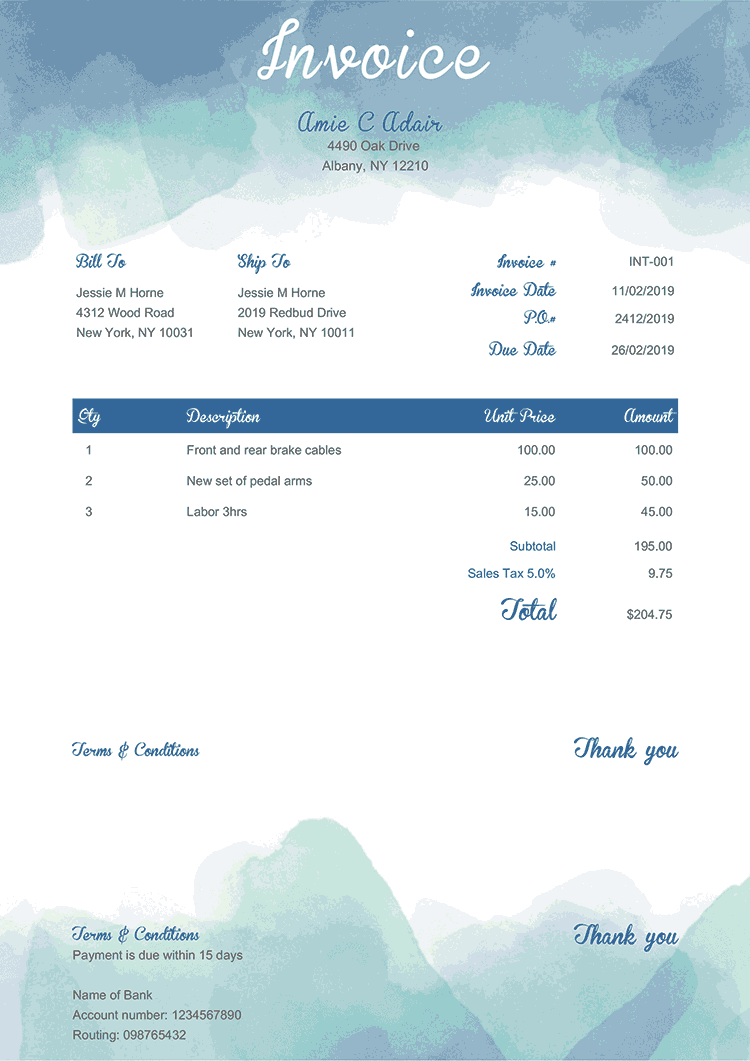 Invoice
Amie C Adair
4490 Oak Drive
Albany, NY 12210
Bill To
Jessie M Horne
4312 Wood Road
New York, NY 10031
Ship To
Jessie M Horne
2019 Redbud Drive
New York, NY 10011
Invoice # INT-001
Invoice Date 11/02/2019
P.O.# 2412/2019
Due Date 26/02/2019
Qty Description Unit Price Amount
1 Front and rear brake cables 100.00 100.00
2 New set of pedal arms 25.00 50.00
3 Labor 3hrs 15.00 45.00
Subtotal 195.00
Sales Tax 5.0% 9.75
Total $204.75
Terms & Conditions Thank you
Terms & Conditions Thank you
Payment is due within 15 days
Name of Bank
Account number: 1234567890
Routing: 098765432